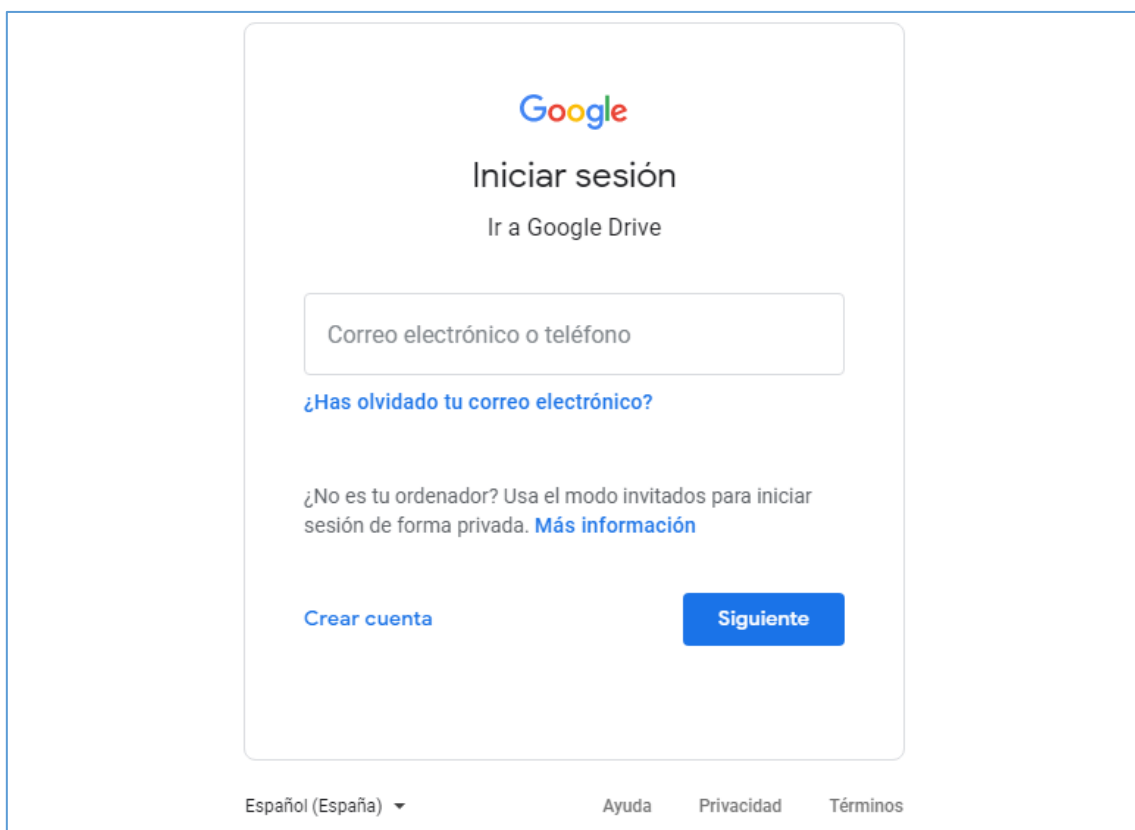 Google
Iniciar sesión
Ir a Google Drive
Correo electrónico o teléfono
¿Has olvidado tu correo electrónico?
¿No es tu ordenador? Usa el modo invitados para iniciar
sesión de forma privada. Más información
Crear cuenta Siguiente
Español (España) Ayuda Privacidad Términos